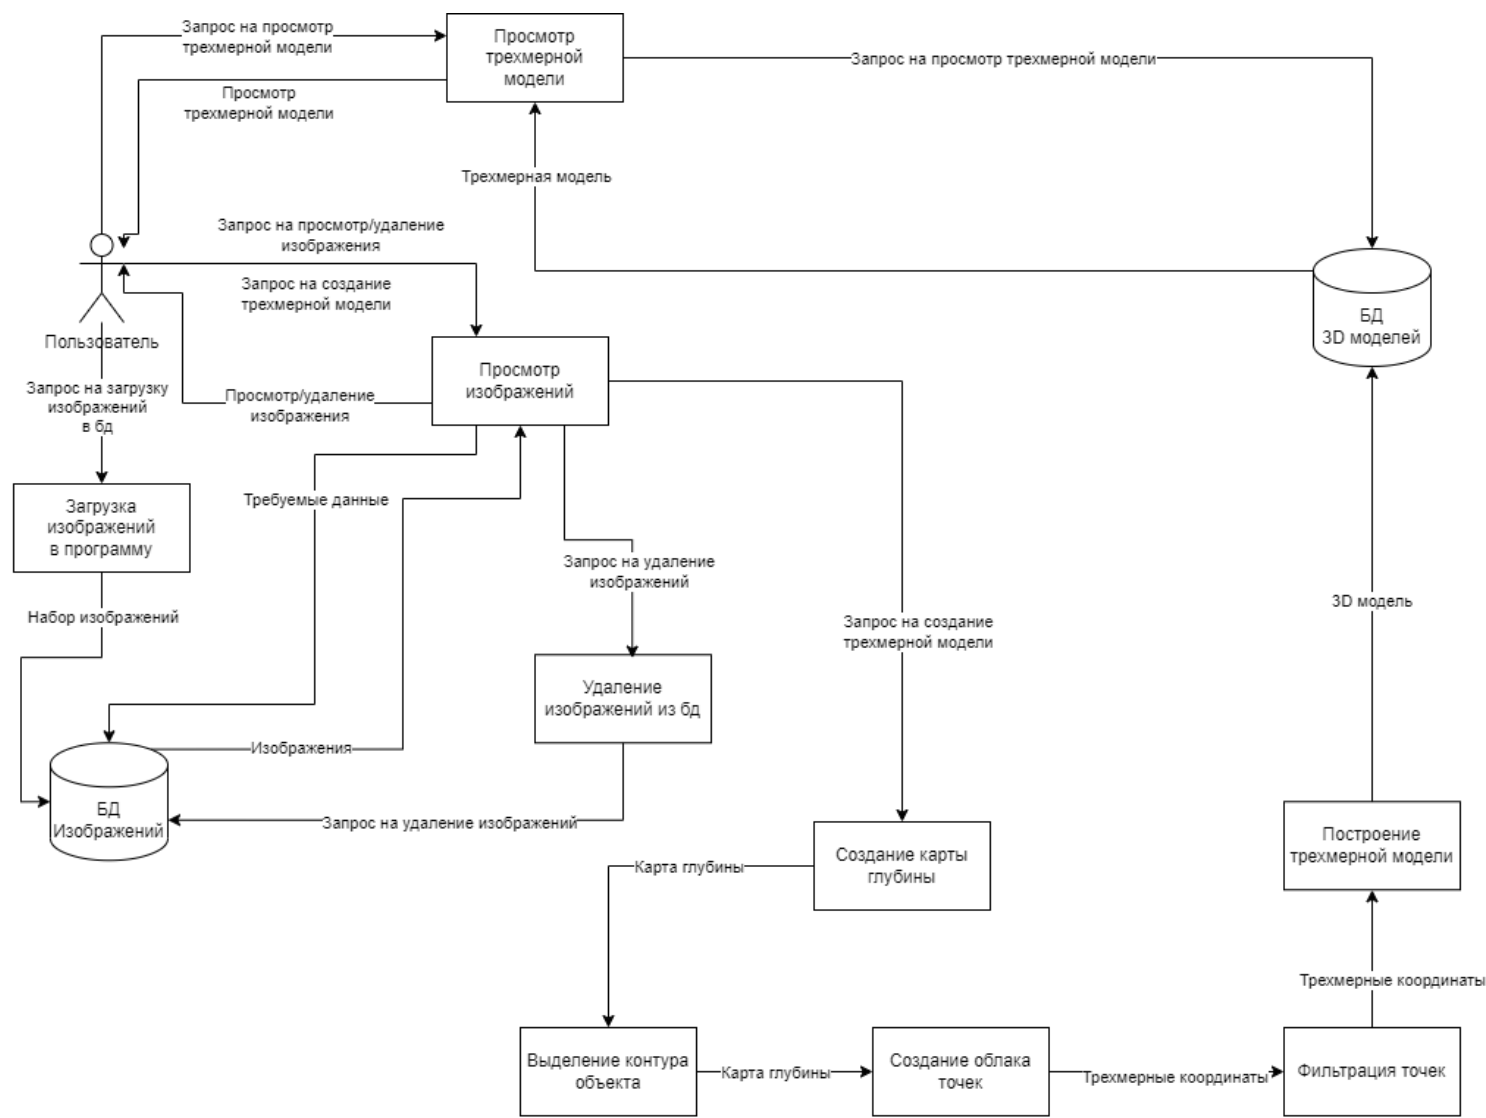 Запрос на просмотр
трехмерной модели
Просмотр
трехмерной
модели
Запрос на просмотр трехмерной модели
Просмотр
трехмерной модели
Трехмерная модель
Запрос на просмотр/удаление
изображения
Запрос на создание
трехмерной модели
БД
3D моделей
Пользователь
Просмотр
изображений
Запрос на загрузку
изображений
в бд
Просмотр/удаление
изображения
Загрузка
изображений
в программу
Требуемые данные
Запрос на удаление
изображений
Набор изображений
3D модель
Запрос на создание
трехмерной модели
Удаление
изображений из бд
Изображения
БД
Изображений
Запрос на удаление изображений
Построение
трехмерной модели
Создание карты
глубины
Карта глубины
Трехмерные координаты
Выделение контура
объекта
Карта глубины
Создание облака
точек
Трехмерные координаты
Фильтрация точек